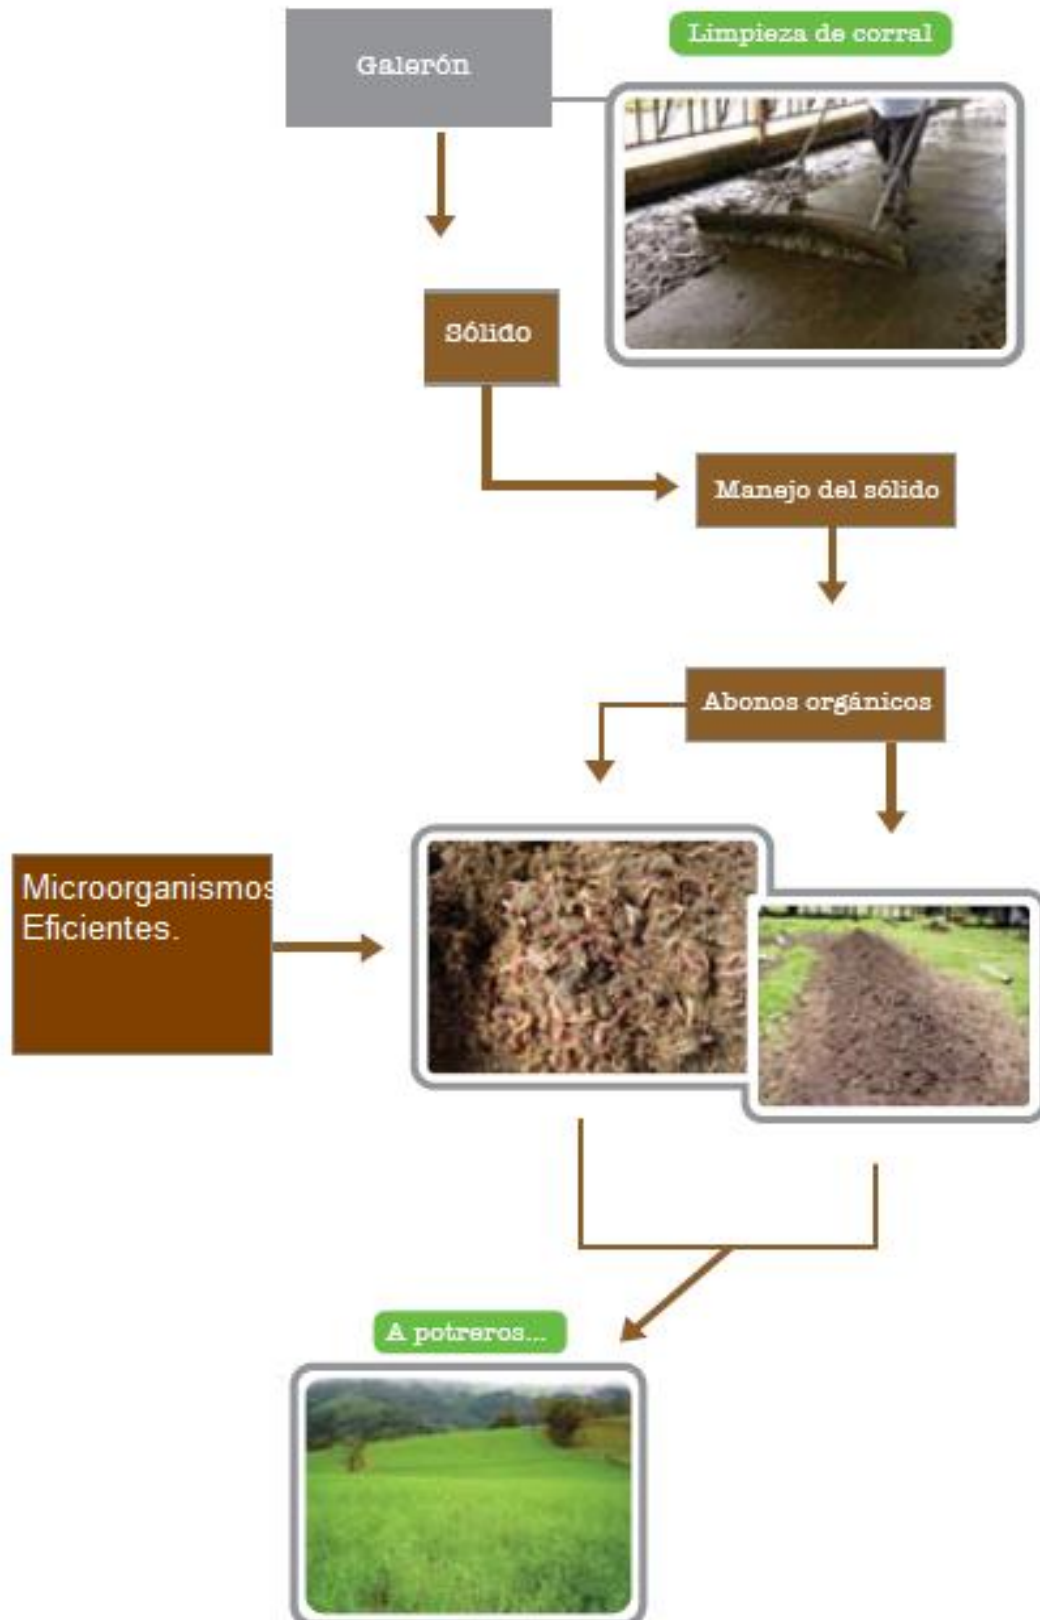 Galerón
Limpieza de corral
Sólido
Manejo del sólido
Abonos orgánicos
Microorganismos
Eficientes.
A potreros...